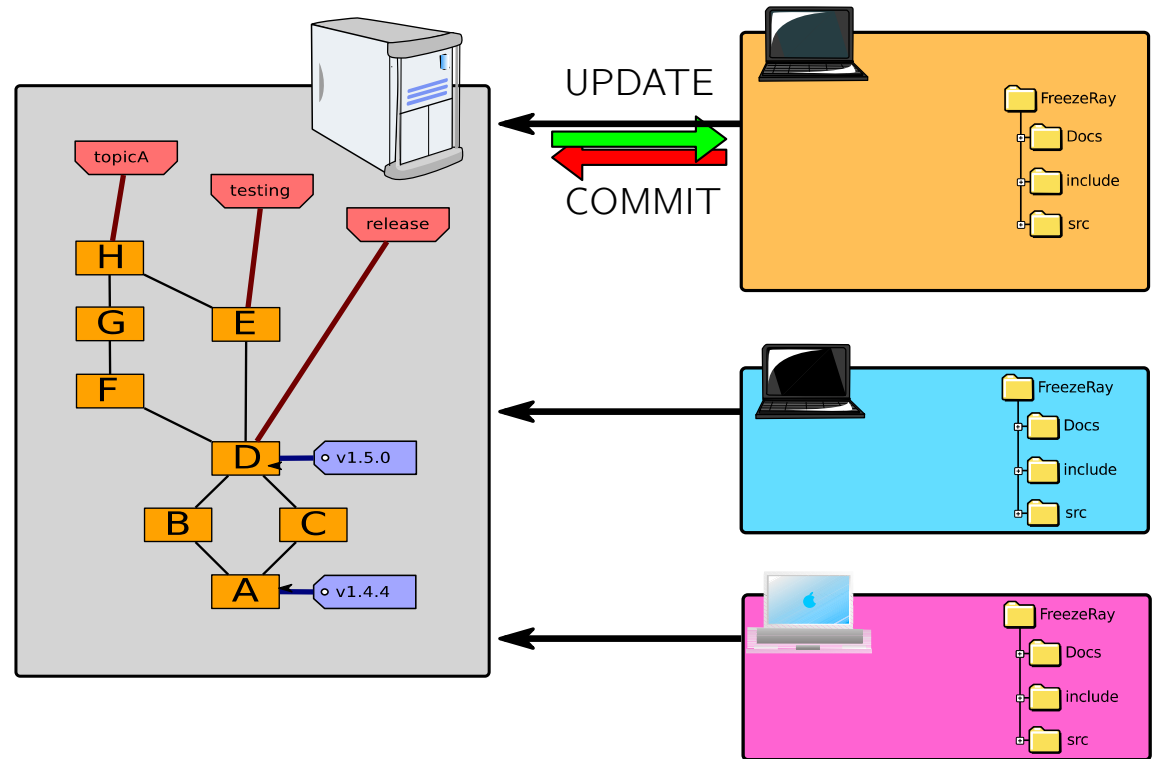 topicA
testing
release
H
G
E
F
D
v1.5.0
B
C
A
v1.4.4
UPDATE
COMMIT
FreezeRay
Docs
include
src
FreezeRay
Docs
include
src
FreezeRay
Docs
include
src